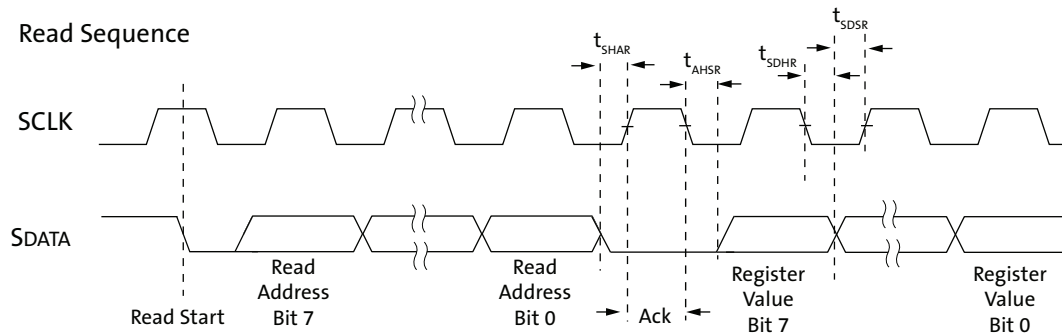 Read Sequence
tSHAR
tAHSR
tSDHR
tSDSR
SCLK
SDATA
Read Start
Read
Address
Bit 7
Read
Address
Bit 0
Ack
Register
Value
Bit 7
Register
Value
Bit 0